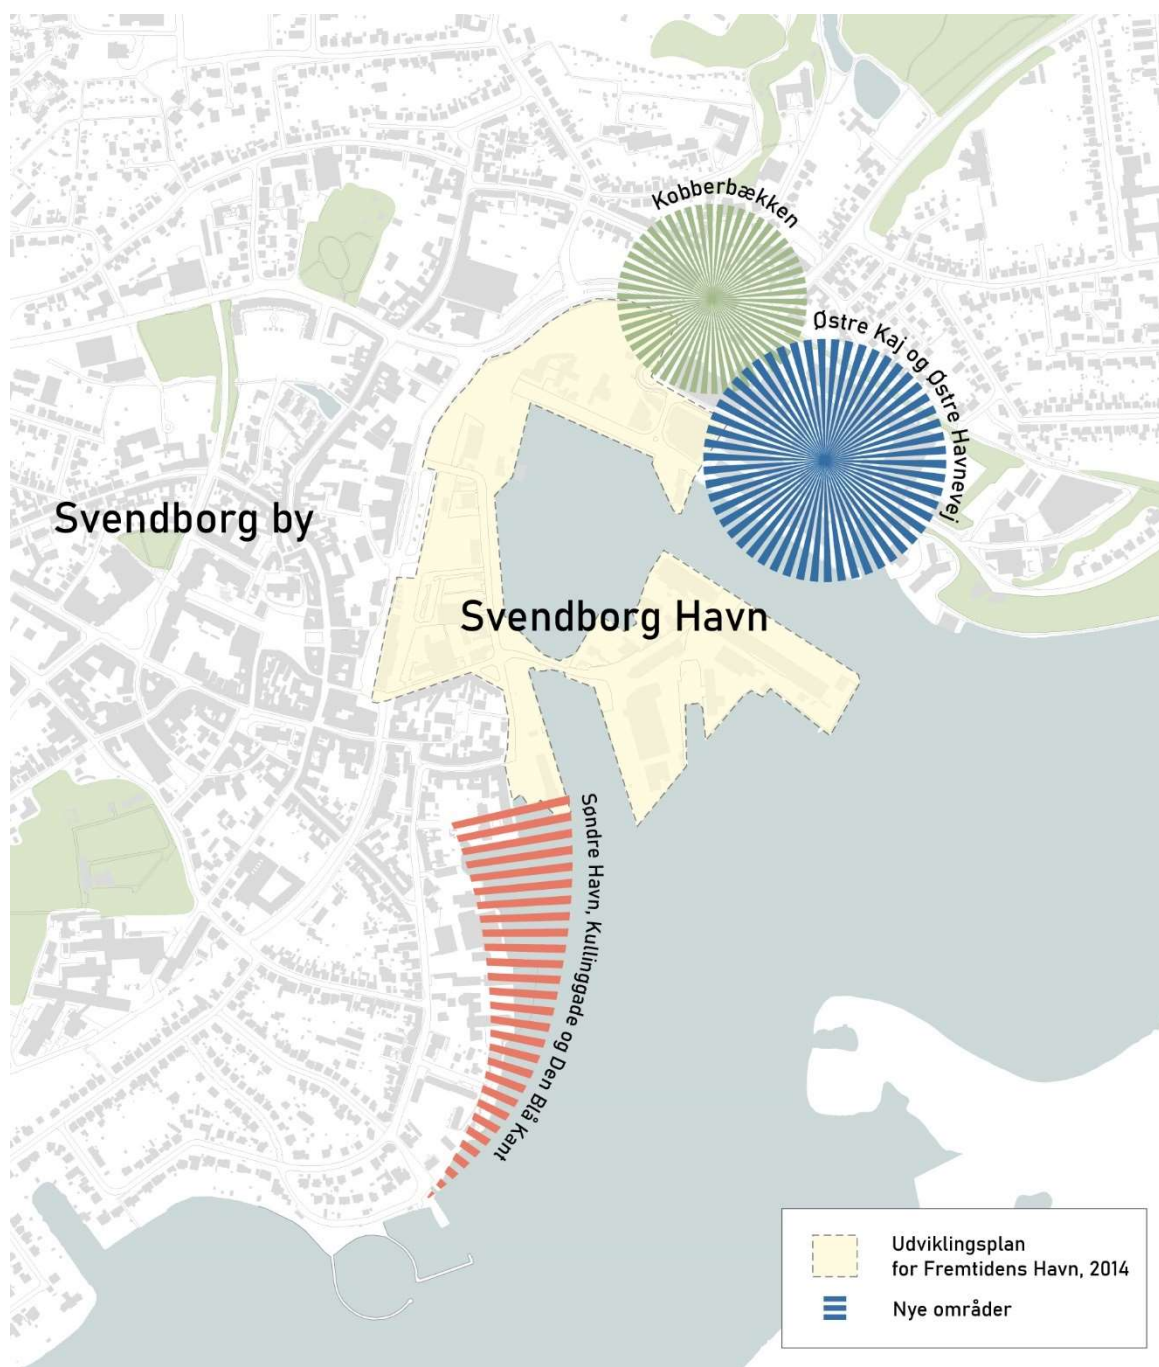 Kobberbækken
Østre Kaj og Østre Havnevej
Svendborg by
Svendborg Havn
Søndre Havn, Kullinggade og Den Blå Kant
Udviklingsplan
for Fremtidens Havn, 2014
Nye områder